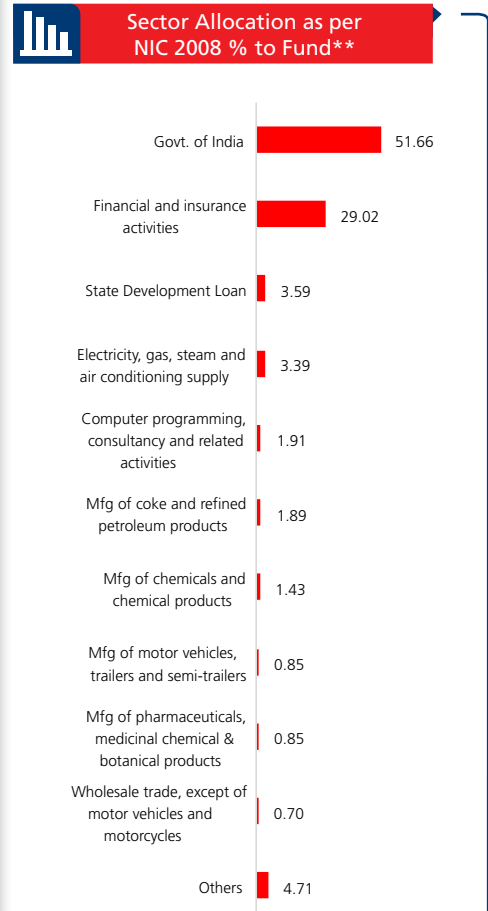 Sector Allocation as per
NIC 2008 % to Fund**
Govt. of India 51.66
Financial and insurance
activities 29.02
State Development Loan 3.59
Electricity, gas, steam and
air conditioning supply 3.39
Computer programming,
consultancy and related 1.91
activities
Mfg of coke and refined
petroleum products 1.89
Mfg of chemicals and
chemical products 1.43
Mfg of motor vehicles,
trailers and semi-trailers 0.85
Mfg of pharmaceuticals,
medicinal chemical & 0.85
botanical products
Wholesale trade, except of
motor vehicles and 0.70
motorcycles
Others 4.71